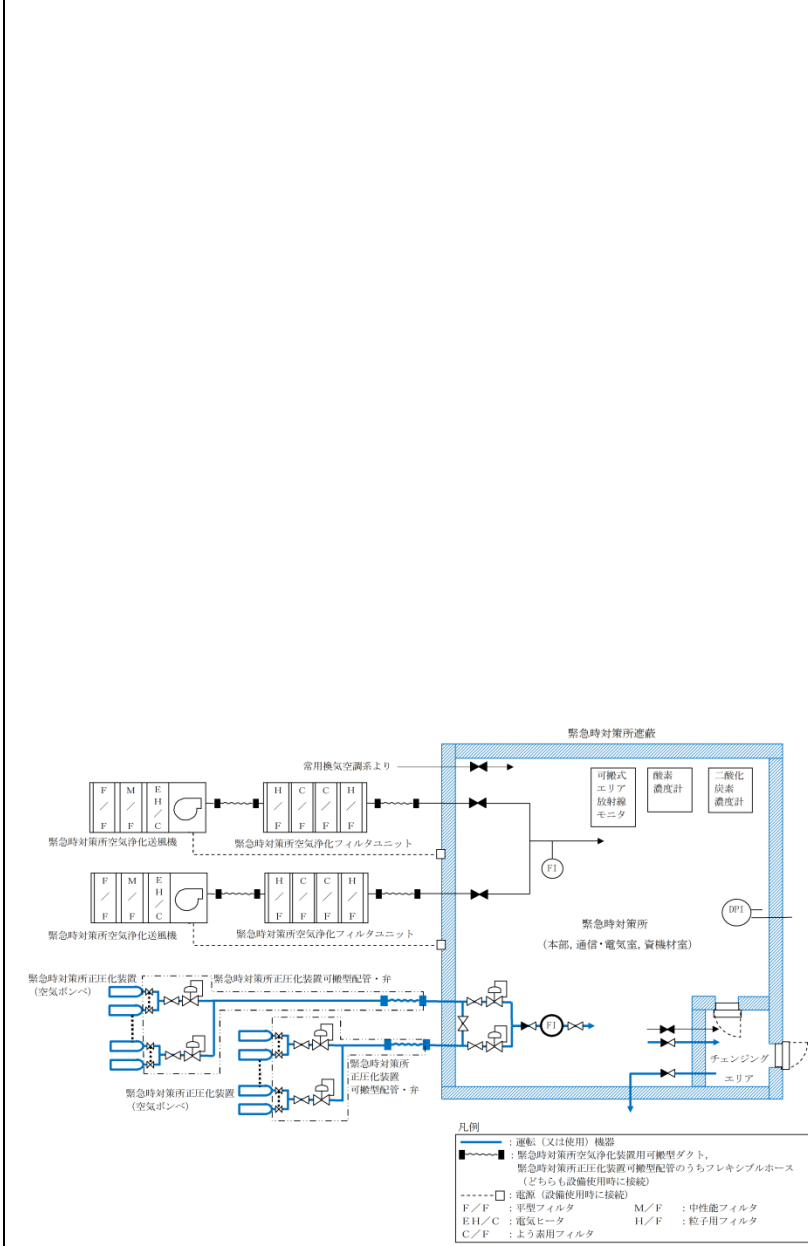 緊急時対策所遮蔽
常用換気空調系より
可搬式
エリア
放射線
モニタ
酸素
濃度計
二酸化
炭素
濃度計
F/F M/F EH/C
H/F C/F C/F H/F
緊急時対策所空気浄化送風機
緊急時対策所空気浄化フィルタユニット
FI
F/F M/F EH/C
H/F C/F C/F H/F
緊急時対策所空気浄化送風機
緊急時対策所空気浄化フィルタユニット
DPI
緊急時対策所
(本部, 通信・電気室, 資機材室)
緊急時対策所正圧化装置
(空気ボンベ)
緊急時対策所正圧化装置可搬型配管・弁
FI
緊急時対策所
正圧化装置
可搬型配管・弁
緊急時対策所正圧化装置
(空気ボンベ)
チェンジング
エリア
凡例
:運転(又は使用)機器
:緊急時対策所空気浄化装置用可搬型ダクト,
緊急時対策所正圧化装置可搬型配管のうちフレキシブルホース
(どちらも設備使用時に接続)
:電源(設備使用時に接続)
F/F :平型フィルタ M/F :中性能フィルタ
EH/C :電気ヒータ H/F :粒子用フィルタ
C/F :よう素用フィルタ